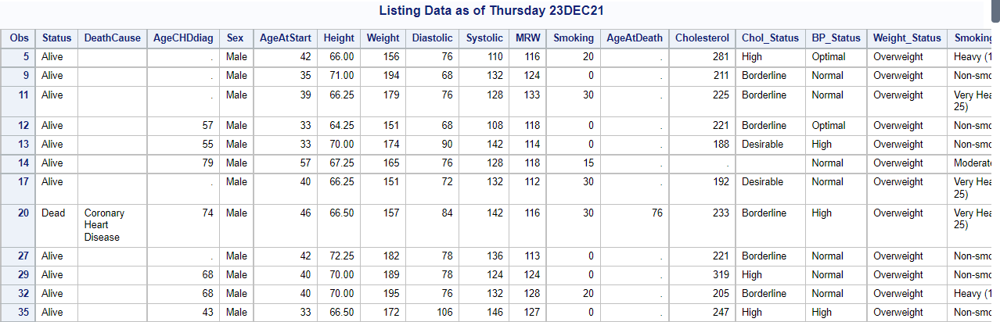 Listing Data as of Thursday 23DEC21
Obs Status DeathCause AgeCHDdiag Sex AgeAtStart Height Weight Diastolic Systolic MRW Smoking AgeAtDeath Cholesterol Chol_Status BP_Status Weight_Status Smoking
5 Alive . Male 42 66.00 156 76 110 116 20 . 281 High Optimal Overweight Heavy (1
9 Alive . Male 35 71.00 194 68 132 124 0 . 211 Borderline Normal Overweight Non-smo
11 Alive . Male 39 66.25 179 76 128 133 30 . 225 Borderline Normal Overweight Very Hea
25)
12 Alive 57 Male 33 64.25 151 68 108 118 0 . 221 Borderline Optimal Overweight Non-smo
13 Alive 55 Male 33 70.00 174 90 142 114 0 . 188 Desirable High Overweight Non-smo
14 Alive 79 Male 57 67.25 165 76 128 118 15 . . Normal Overweight Moderate
17 Alive . Male 40 66.25 151 72 132 112 30 . 192 Desirable Normal Overweight Very Hea
25)
20 Dead Coronary 74 Male 46 66.50 157 84 142 116 30 76 233 Borderline High Overweight Very Hea
Heart 25)
Disease
27 Alive . Male 42 72.25 182 78 136 113 0 . 221 Borderline Normal Overweight Non-smo
29 Alive 68 Male 40 70.00 189 78 124 124 0 . 319 High Normal Overweight Non-smo
32 Alive 68 Male 40 70.00 195 76 132 128 20 . 205 Borderline Normal Overweight Heavy (1
35 Alive 43 Male 33 66.50 172 106 146 127 0 . 247 High High Overweight Non-smo